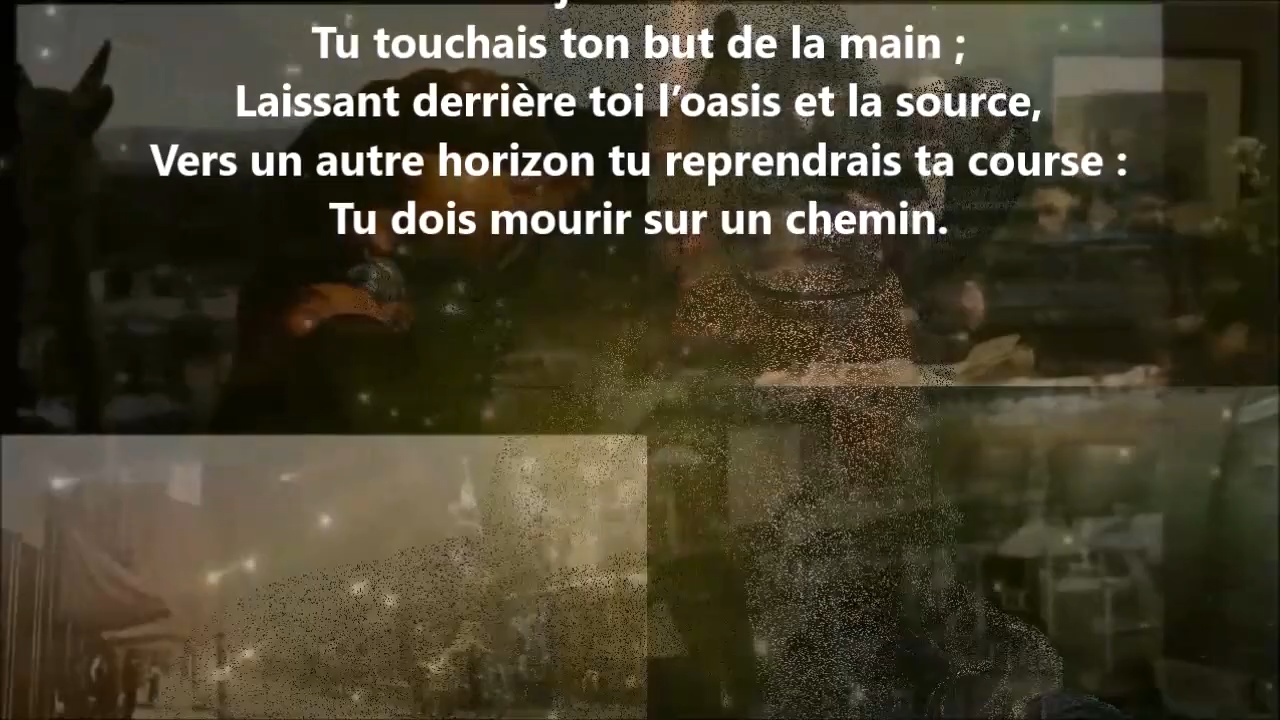 Tu touchais ton but de la main ;
Laissant derrière toi l’oasis et la source,
Vers un autre horizon tu reprendrais ta course :
Tu dois mourir sur un chemin.